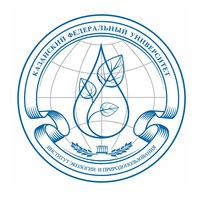 КАЗАНСКИЙ ФЕДЕРАЛЬНЫЙ УНИВЕРСИТЕТ
ИНСТИТУТ ЭКОЛОГИИ И ПРИРОДОПОЛЬЗОВАНИЯ